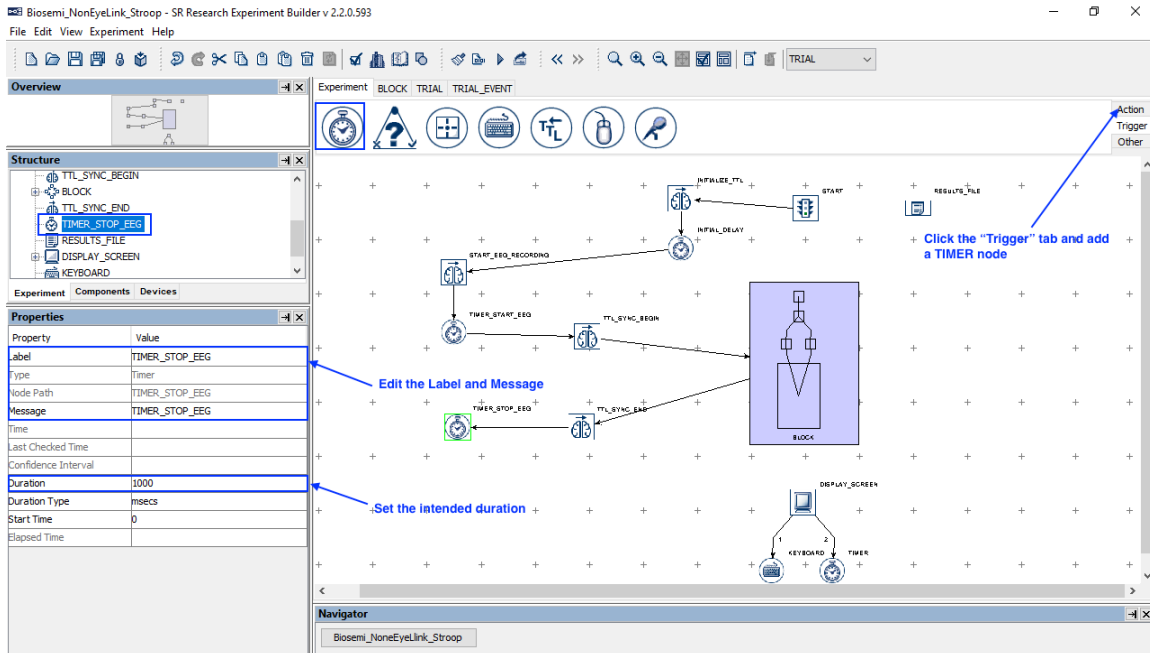 Biosemi_NonEyeLink_Stroop - SR Research Experiment Builder v 2.2.0.593
File Edit View Experiment Help
TRIAL
Overview
Experiment BLOCK TRIAL TRIAL_EVENT
TTL
Action
Trigger
Other
Structure
TTL_SYNC_BEGIN
BLOCK
TTL_SYNC_END
TIMER_STOP_EEG
RESULTS_FILE
DISPLAY_SCREEN
KEYBOARD
Experiment Components Devices
Properties
Property Value
Label TIMER_STOP_EEG
Type Timer
Node Path TIMER_STOP_EEG
Message TIMER_STOP_EEG
Time
Last Checked Time
Confidence Interval
Duration 1000
Duration Type msecs
Start Time 0
Elapsed Time
INITIALIZE_TTL
START
RESULTS_FILE
INITIAL_DELAY
Click the “Trigger” tab and add
a TIMER node
START_EEG_RECORDING
TIMER_START_EEG
TTL_SYNC_BEGIN
Edit the Label and Message
TIMER_STOP_EEG
TTL_SYNC_END
BLOCK
Set the intended duration
DISPLAY_SCREEN
1 2
KEYBOARD TIMER
Navigator
Biosemi_NoneEyeLink_Stroop